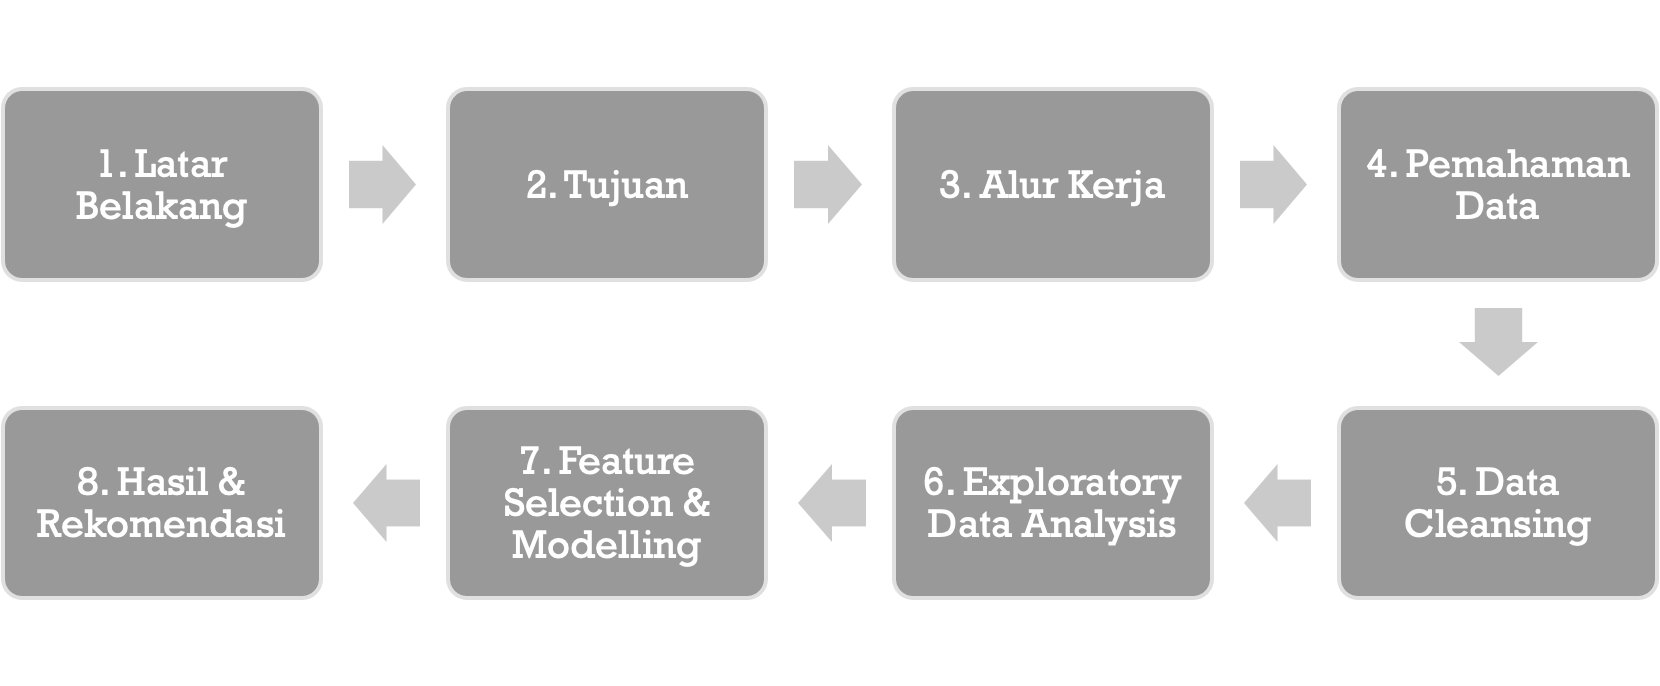 1. Latar
Belakang
2. Tujuan
3. Alur Kerja
4. Pemahaman
Data
5. Data
Cleansing
6. Exploratory
Data Analysis
7. Feature
Selection &
Modelling
8. Hasil &
Rekomendasi